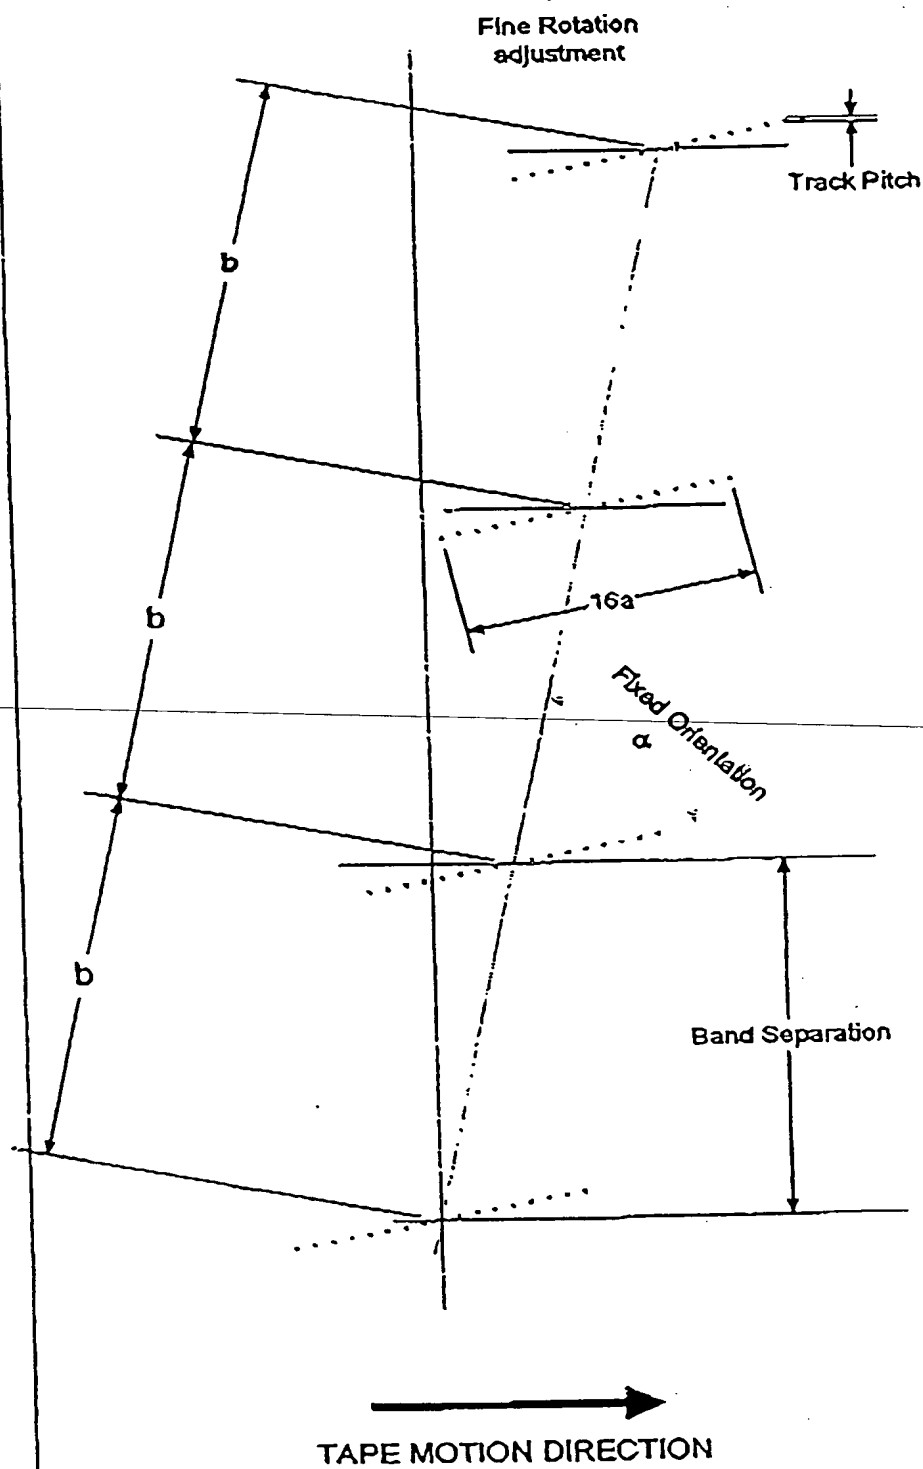 Fine Rotation
adjustment
Track Pitch
b
16a
b
Fixed Orientation
α
b
Band Separation
TAPE MOTION DIRECTION